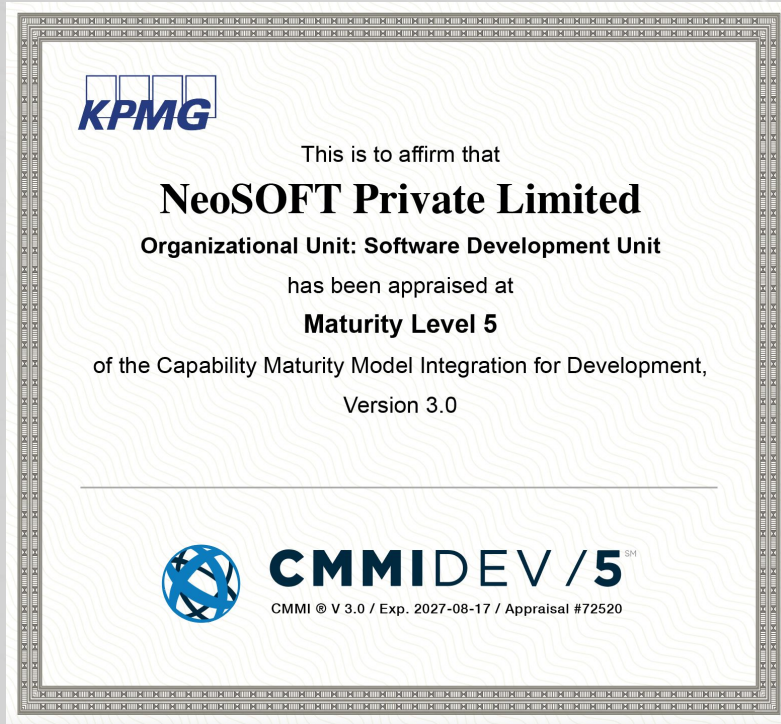 KPMG
This is to affirm that
NeoSOFT Private Limited
Organizational Unit: Software Development Unit
has been appraised at
Maturity Level 5
of the Capability Maturity Model Integration for Development,
Version 3.0
CMMIDEV/5 SM
CMMI ® V 3.0 / Exp. 2027-08-17 / Appraisal #72520